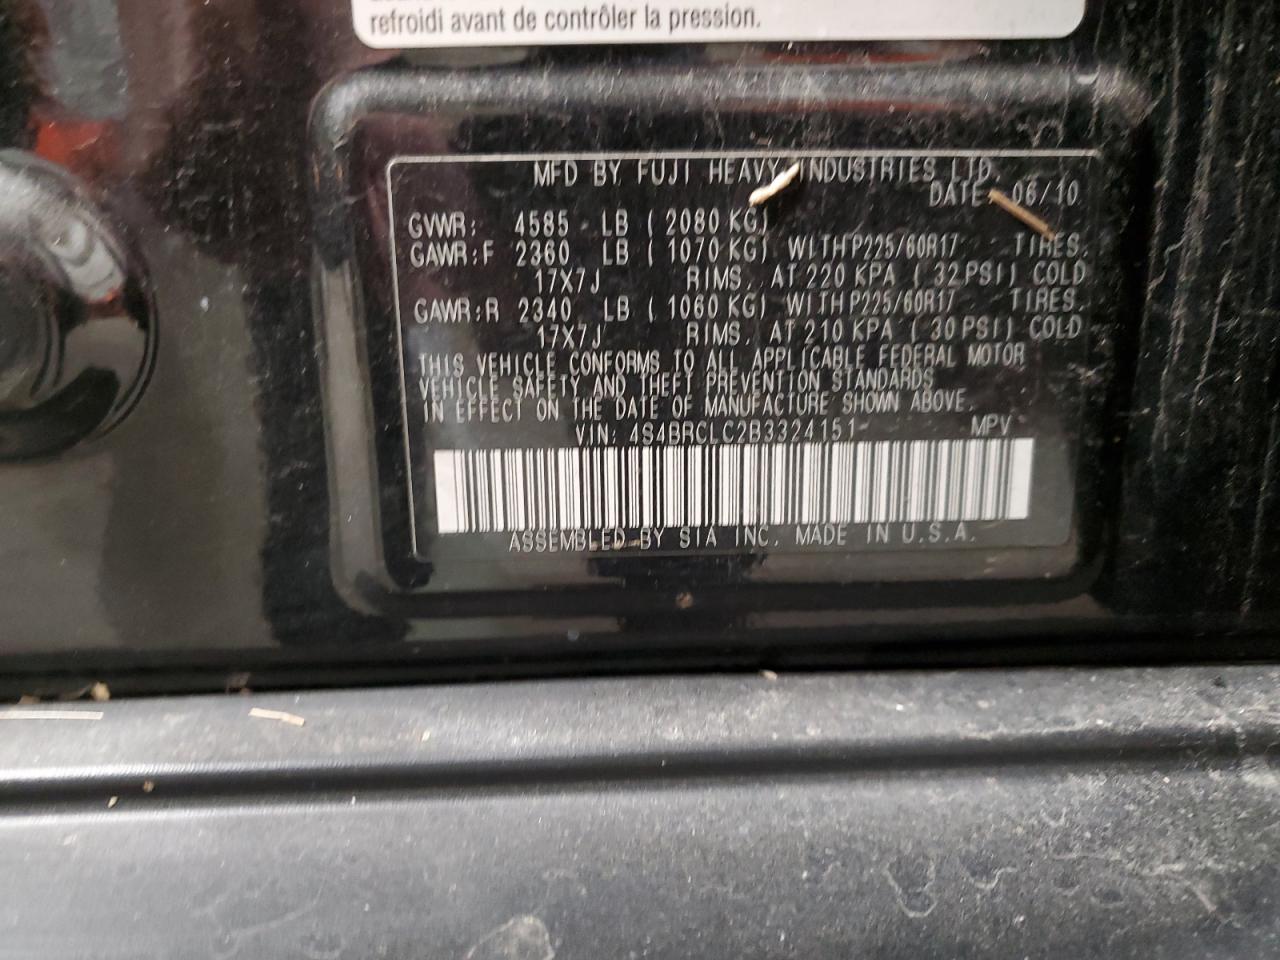 refroidi avant de contrôler la pression.
MFD BY FUJI HEAVY INDUSTRIES LTD.
DATE 06/10
GVWR: 4585 LB (2080 KG)
GAWR:F 2360 LB (1070 KG) WITH P225/60R17 TIRES.
17X7J RIMS. AT 220 KPA (32PSI) COLD
GAWR:R 2340 LB (1060 KG) WITH P225/60R17 TIRES.
17X7J RIMS. AT 210 KPA (30PSI) COLD
THIS VEHICLE CONFORMS TO ALL APPLICABLE FEDERAL MOTOR
VEHICLE SAFETY AND THEFT PREVENTION STANDARDS
IN EFFECT ON THE DATE OF MANUFACTURE SHOWN ABOVE.
VIN: 4S4BRCLC2B3324151 MPV
ASSEMBLED BY SIA INC. MADE IN U.S.A.